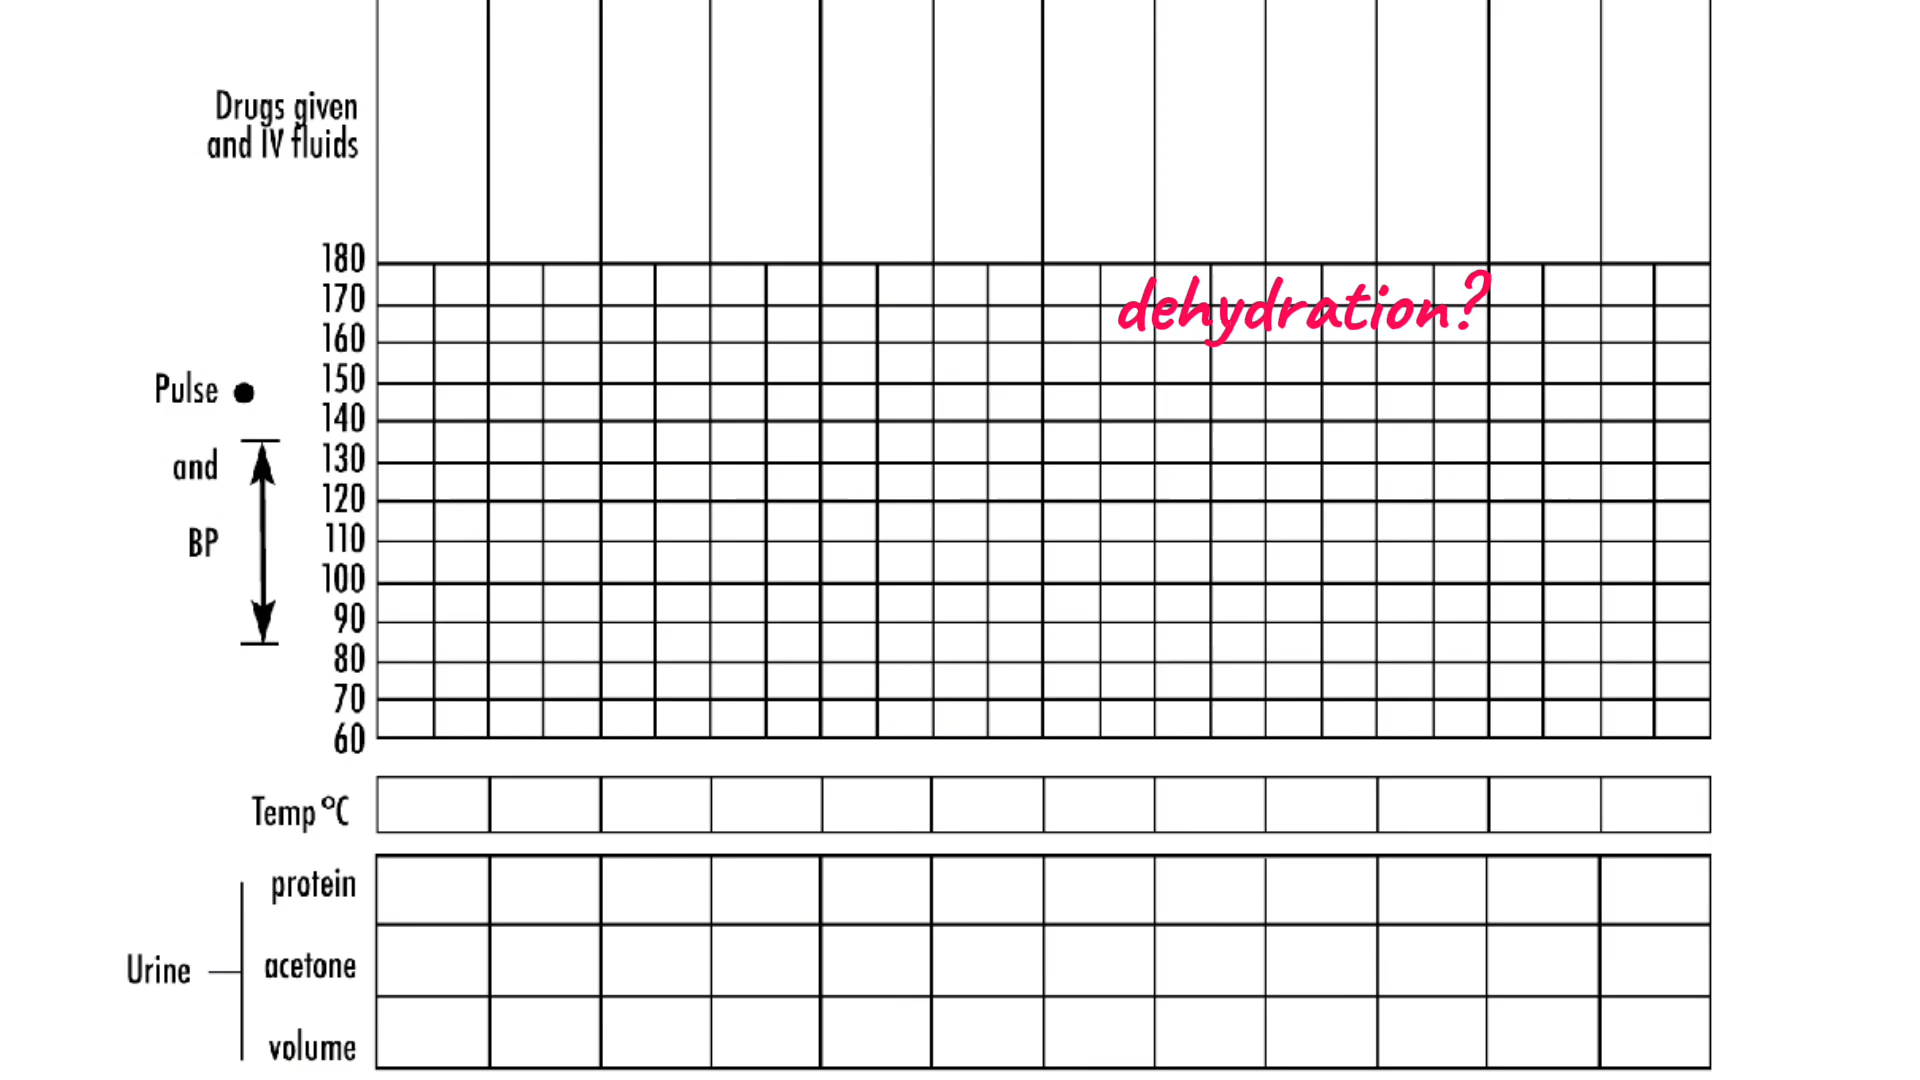 Drugs given
and IV fluids
180
dehydration?
170
160
150
Pulse
140
130
and
120
110
BP
100
90
80
70
60
Temp °C
protein
Urine
acetone
volume